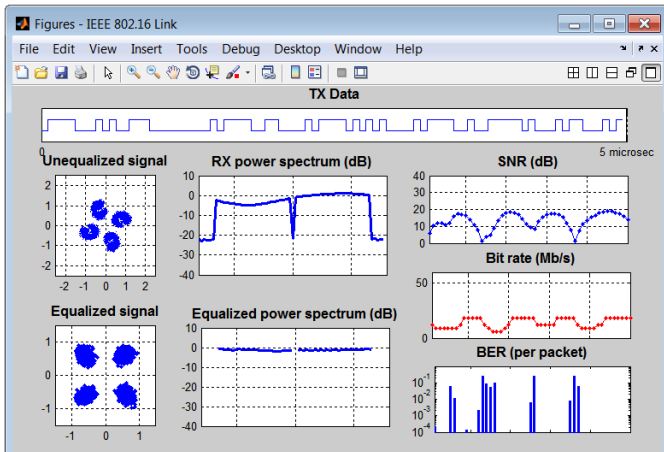 Figures - IEEE 802.16 Link
File Edit View Insert Tools Debug Desktop Window Help
TX Data
0
5 microsec
Unequalized signal
2
1
0
-1
-2
-2 -1 0 1 2
RX power spectrum (dB)
10
0
-10
-20
-30
-40
SNR (dB)
40
30
20
10
0
Bit rate (Mb/s)
50
0
Equalized signal
1
0
-1
-1 0 1
Equalized power spectrum (dB)
10
0
-10
-20
-30
-40
BER (per packet)
10-1
10-2
10-3
10-4